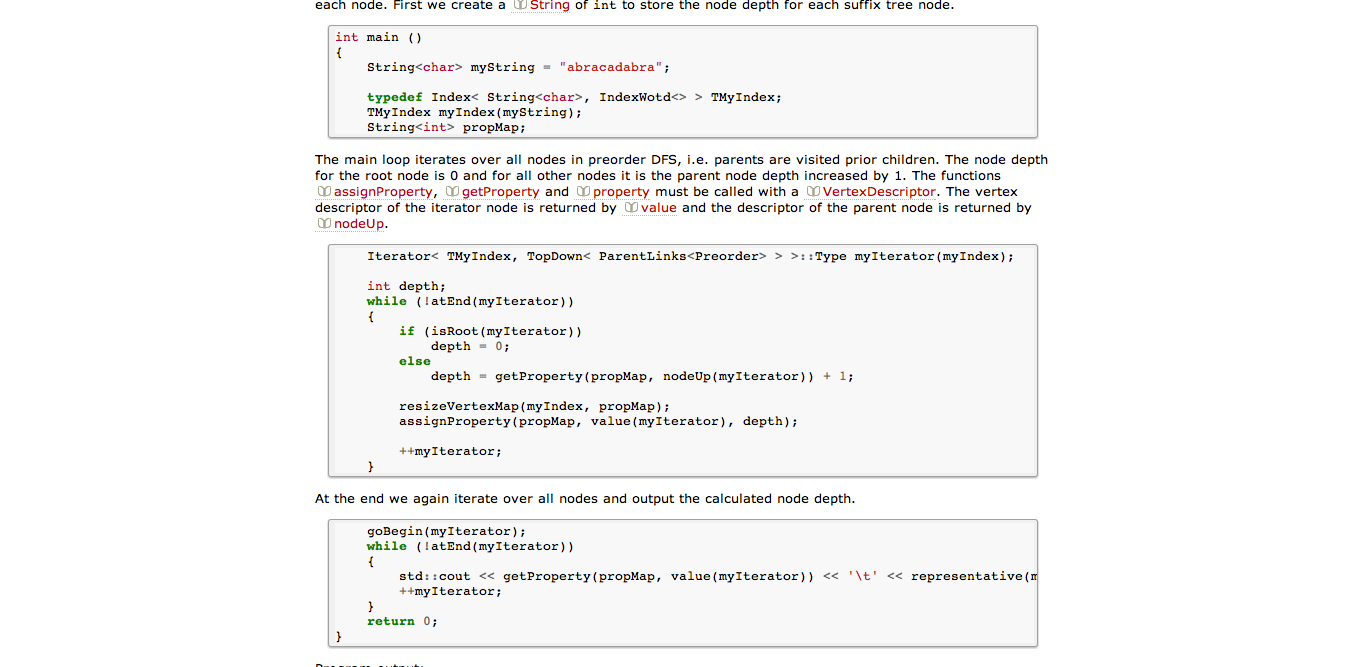 each node. First we create a String of int to store the node depth for each suffix tree node.
int main ()
{
    String<char> myString = "abracadabra";

    typedef Index< String<char>, IndexWotd<> > TMyIndex;
    TMyIndex myIndex(myString);
    String<int> propMap;
The main loop iterates over all nodes in preorder DFS, i.e. parents are visited prior children. The node depth
for the root node is 0 and for all other nodes it is the parent node depth increased by 1. The functions
assignProperty, getProperty and property must be called with a VertexDescriptor. The vertex
descriptor of the iterator node is returned by value and the descriptor of the parent node is returned by
nodeUp.
    Iterator< TMyIndex, TopDown< ParentLinks<Preorder> > >::Type myIterator(myIndex);

    int depth;
    while (!atEnd(myIterator))
    {
        if (isRoot(myIterator))
            depth = 0;
        else
            depth = getProperty(propMap, nodeUp(myIterator)) + 1;

        resizeVertexMap(myIndex, propMap);
        assignProperty(propMap, value(myIterator), depth);

        ++myIterator;
    }
At the end we again iterate over all nodes and output the calculated node depth.
    goBegin(myIterator);
    while (!atEnd(myIterator))
    {
        std::cout << getProperty(propMap, value(myIterator)) << '\t' << representative(m
        ++myIterator;
    }
    return 0;
}
Program output: